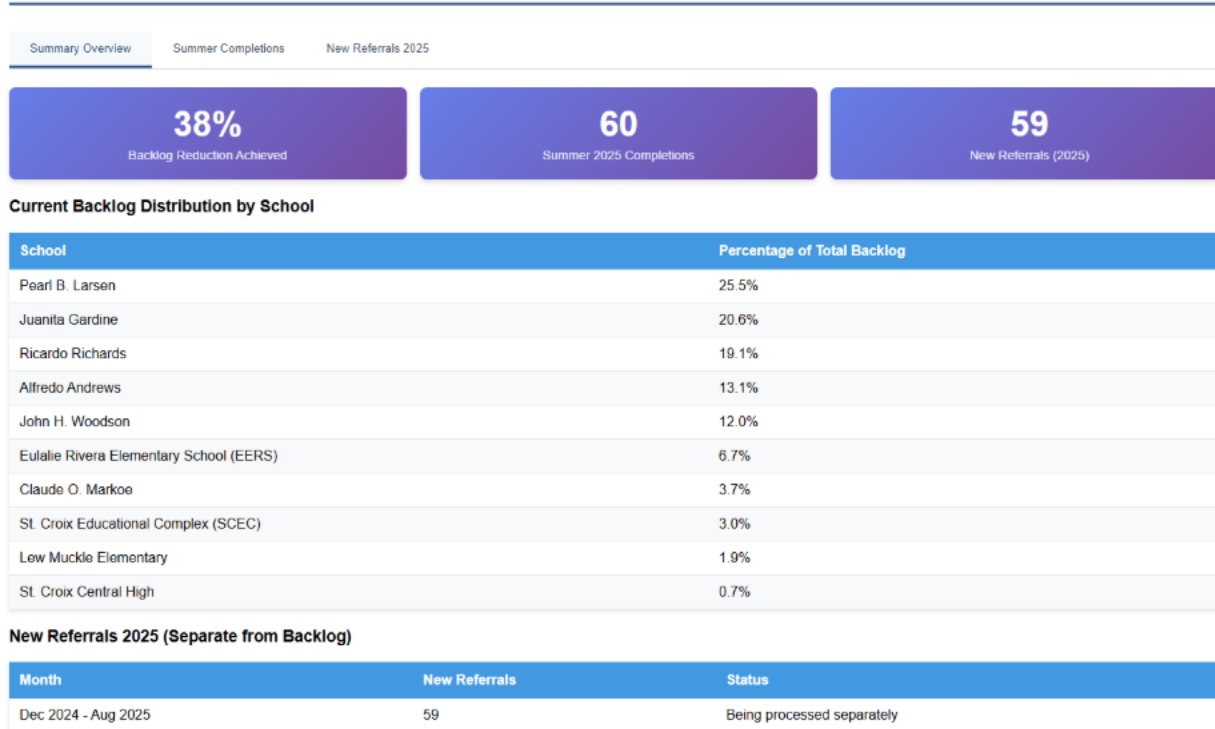 Summary Overview Summer Completions New Referrals 2025
38% 60 59
Backlog Reduction Achieved Summer 2025 Completions New Referrals (2025)
Current Backlog Distribution by School
School Percentage of Total Backlog
Pearl B. Larsen 25.5%
Juanita Gardine 20.6%
Ricardo Richards 19.1%
Alfredo Andrews 13.1%
John H. Woodson 12.0%
Eulalie Rivera Elementary School (EERS) 6.7%
Claude O. Markoe 3.7%
St. Croix Educational Complex (SCEC) 3.0%
Lew Muckle Elementary 1.9%
St. Croix Central High 0.7%
New Referrals 2025 (Separate from Backlog)
Month New Referrals Status
Dec 2024 - Aug 2025 59 Being processed separately